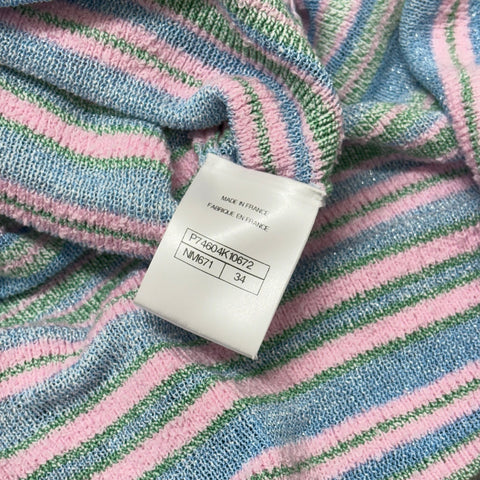 MADE IN FRANCE
FABRIQUE EN FRANCE
P74604K10672
NM671 34